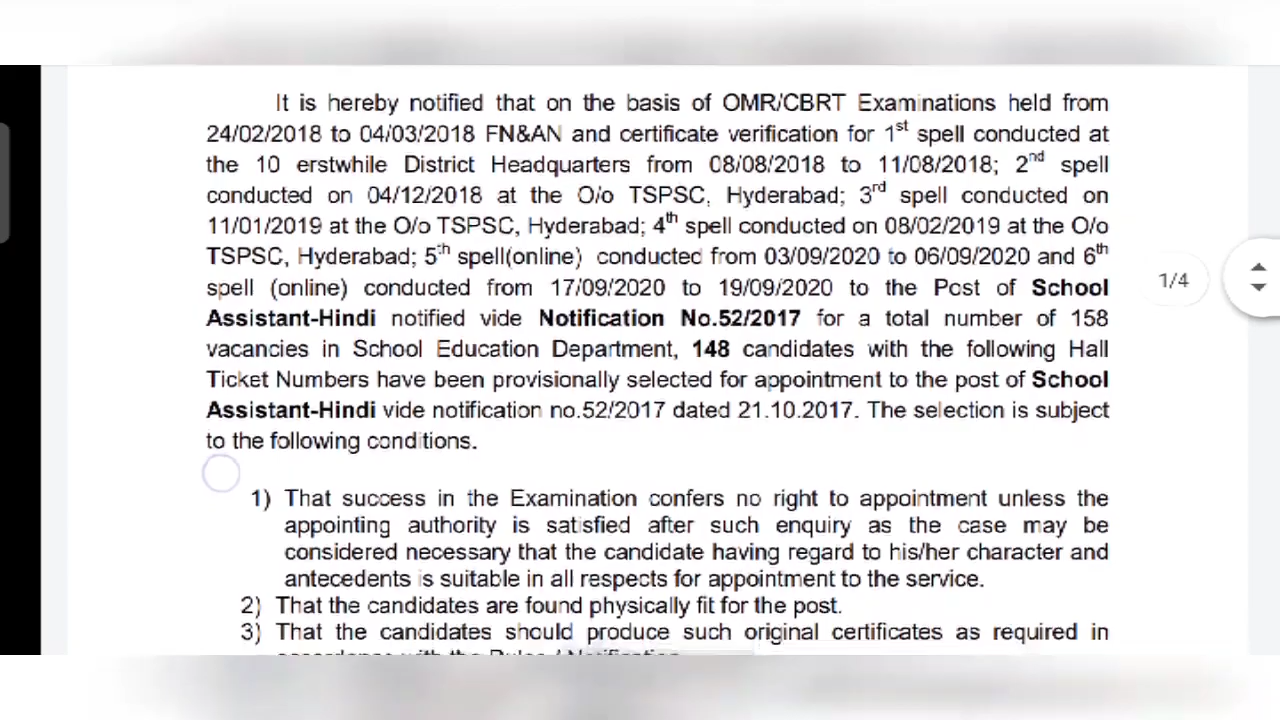 It is hereby notified that on the basis of OMR/CBRT Examinations held from
24/02/2018 to 04/03/2018 FN&AN and certificate verification for 1st spell conducted at
the 10 erstwhile District Headquarters from 08/08/2018 to 11/08/2018; 2nd spell
conducted on 04/12/2018 at the O/o TSPSC, Hyderabad; 3rd spell conducted on
11/01/2019 at the O/o TSPSC, Hyderabad; 4th spell conducted on 08/02/2019 at the O/o
TSPSC, Hyderabad; 5th spell(online) conducted from 03/09/2020 to 06/09/2020 and 6th
spell (online) conducted from 17/09/2020 to 19/09/2020 to the Post of School
Assistant-Hindi notified vide Notification No.52/2017 for a total number of 158
vacancies in School Education Department, 148 candidates with the following Hall
Ticket Numbers have been provisionally selected for appointment to the post of School
Assistant-Hindi vide notification no.52/2017 dated 21.10.2017. The selection is subject
to the following conditions.
1) That success in the Examination confers no right to appointment unless the
appointing authority is satisfied after such enquiry as the case may be
considered necessary that the candidate having regard to his/her character and
antecedents is suitable in all respects for appointment to the service.
2) That the candidates are found physically fit for the post.
3) That the candidates should produce such original certificates as required in
accordance with the Rules / Notification
1/4